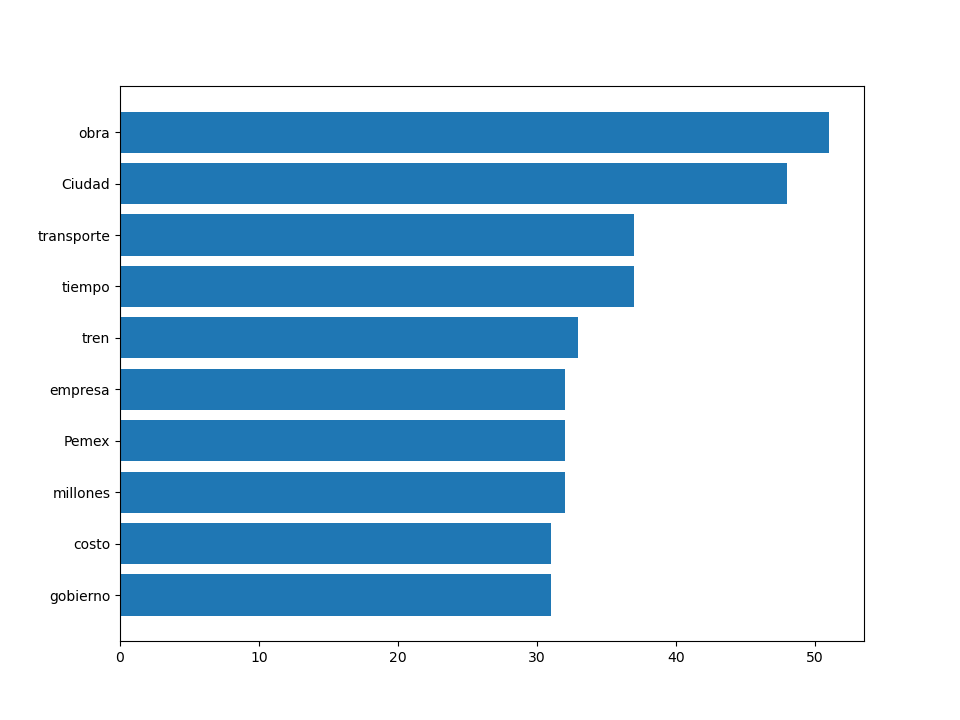 obra
Ciudad
transporte
tiempo
tren
empresa
Pemex
millones
costo
gobierno
0 10 20 30 40 50